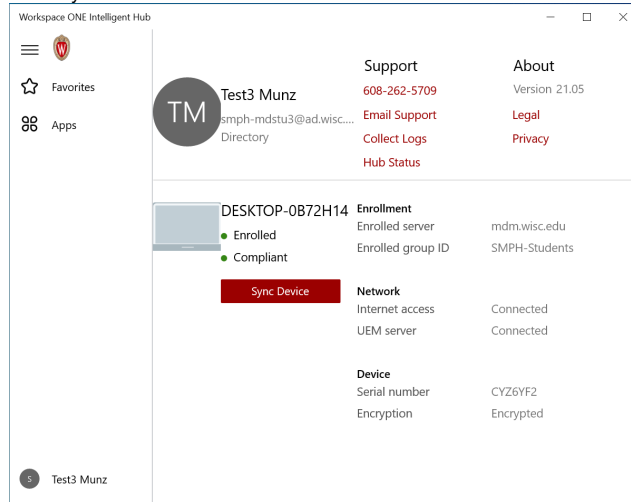 Workspace ONE Intelligent Hub
W
Favorites
Apps
TM
Test3 Munz
smph-mdstu3@ad.wisc....
Directory
Support
608-262-5709
Email Support
Collect Logs
Hub Status
About
Version 21.05
Legal
Privacy
DESKTOP-0B72H14
Enrolled
Compliant
Sync Device
Enrollment
Enrolled server mdm.wisc.edu
Enrolled group ID SMPH-Students
Network
Internet access Connected
UEM server Connected
Device
Serial number CYZ6YF2
Encryption Encrypted
S Test3 Munz